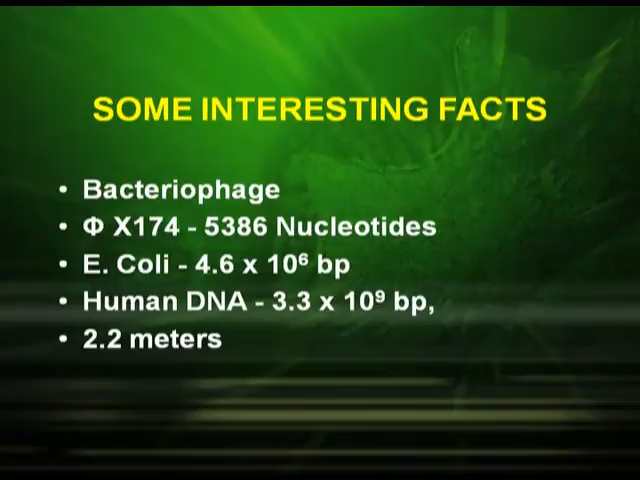 SOME INTERESTING FACTS
• Bacteriophage
• Φ X174 - 5386 Nucleotides
• E. Coli - 4.6 x 10⁶ bp
• Human DNA - 3.3 x 10⁹ bp,
• 2.2 meters